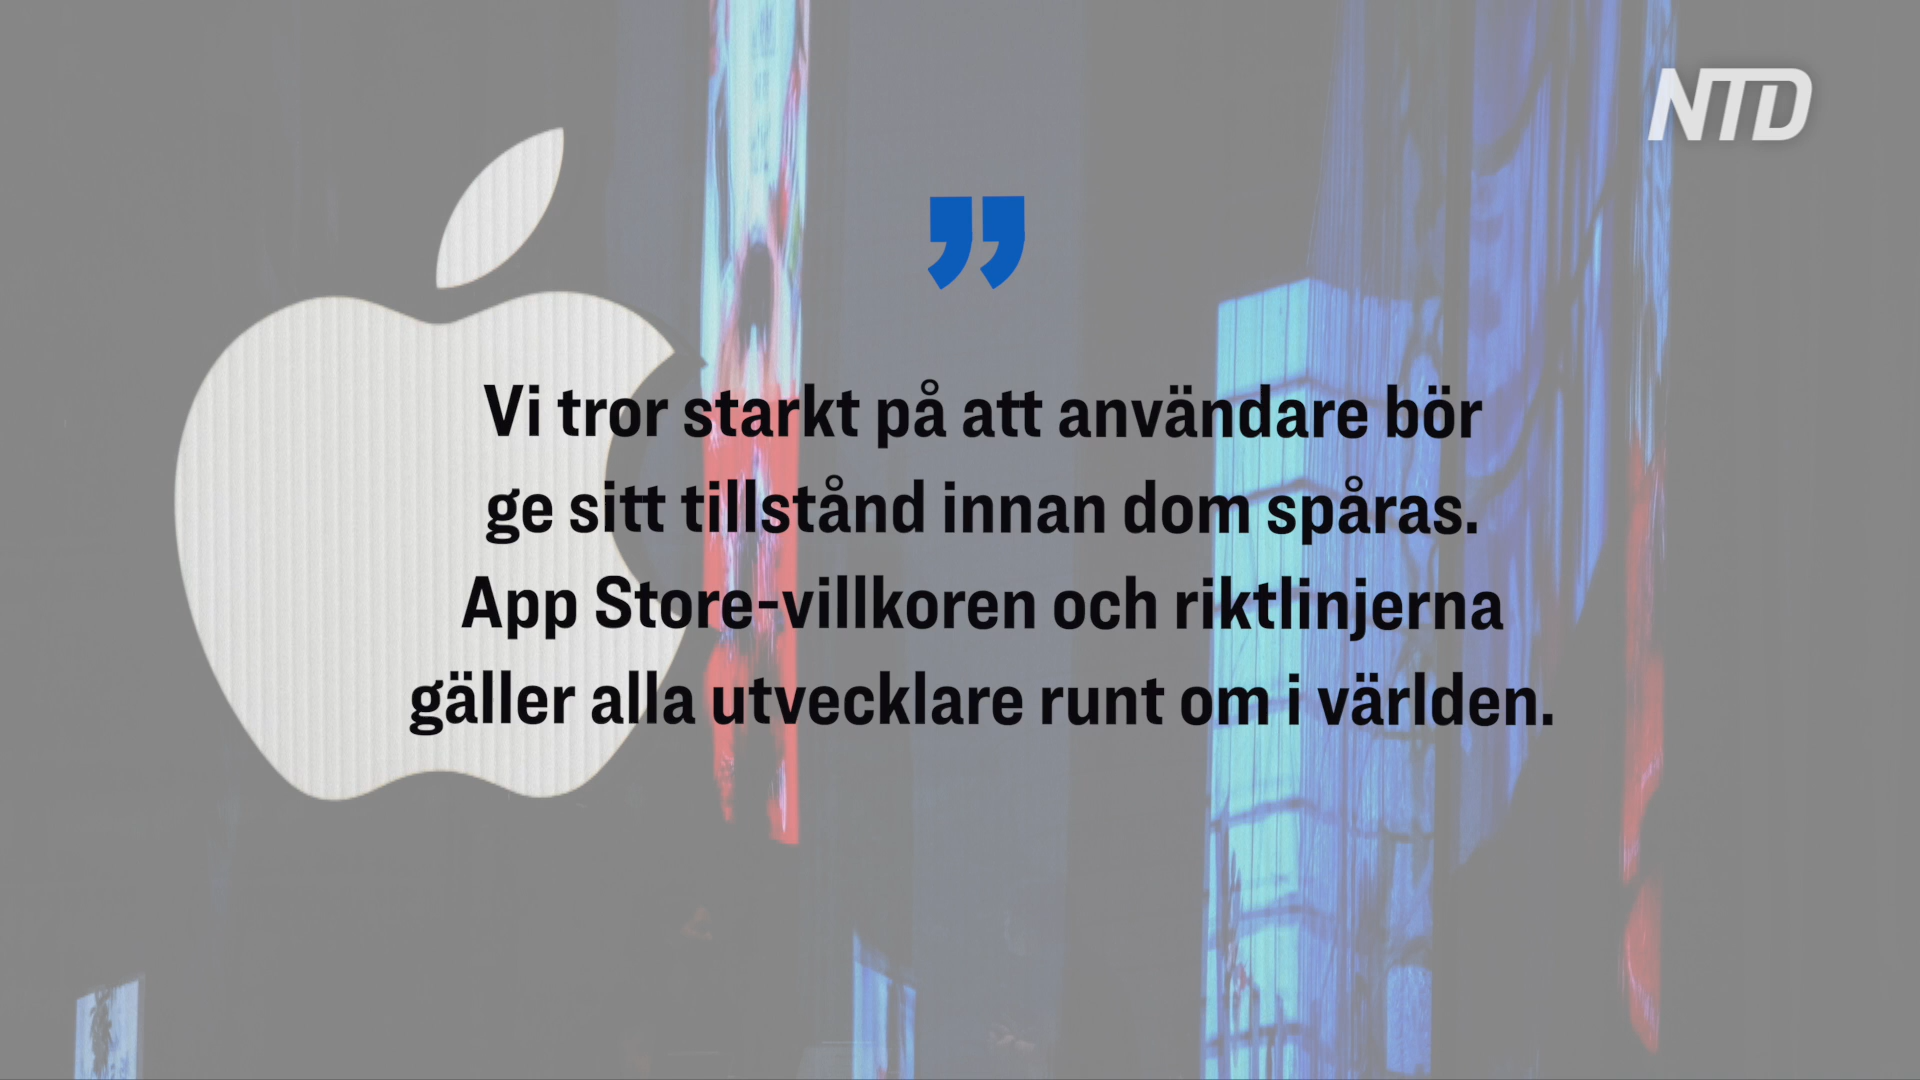 NTD
”
Vi tror starkt på att användare bör
ge sitt tillstånd innan dom spåras.
App Store-villkoren och riktlinjerna
gäller alla utvecklare runt om i världen.